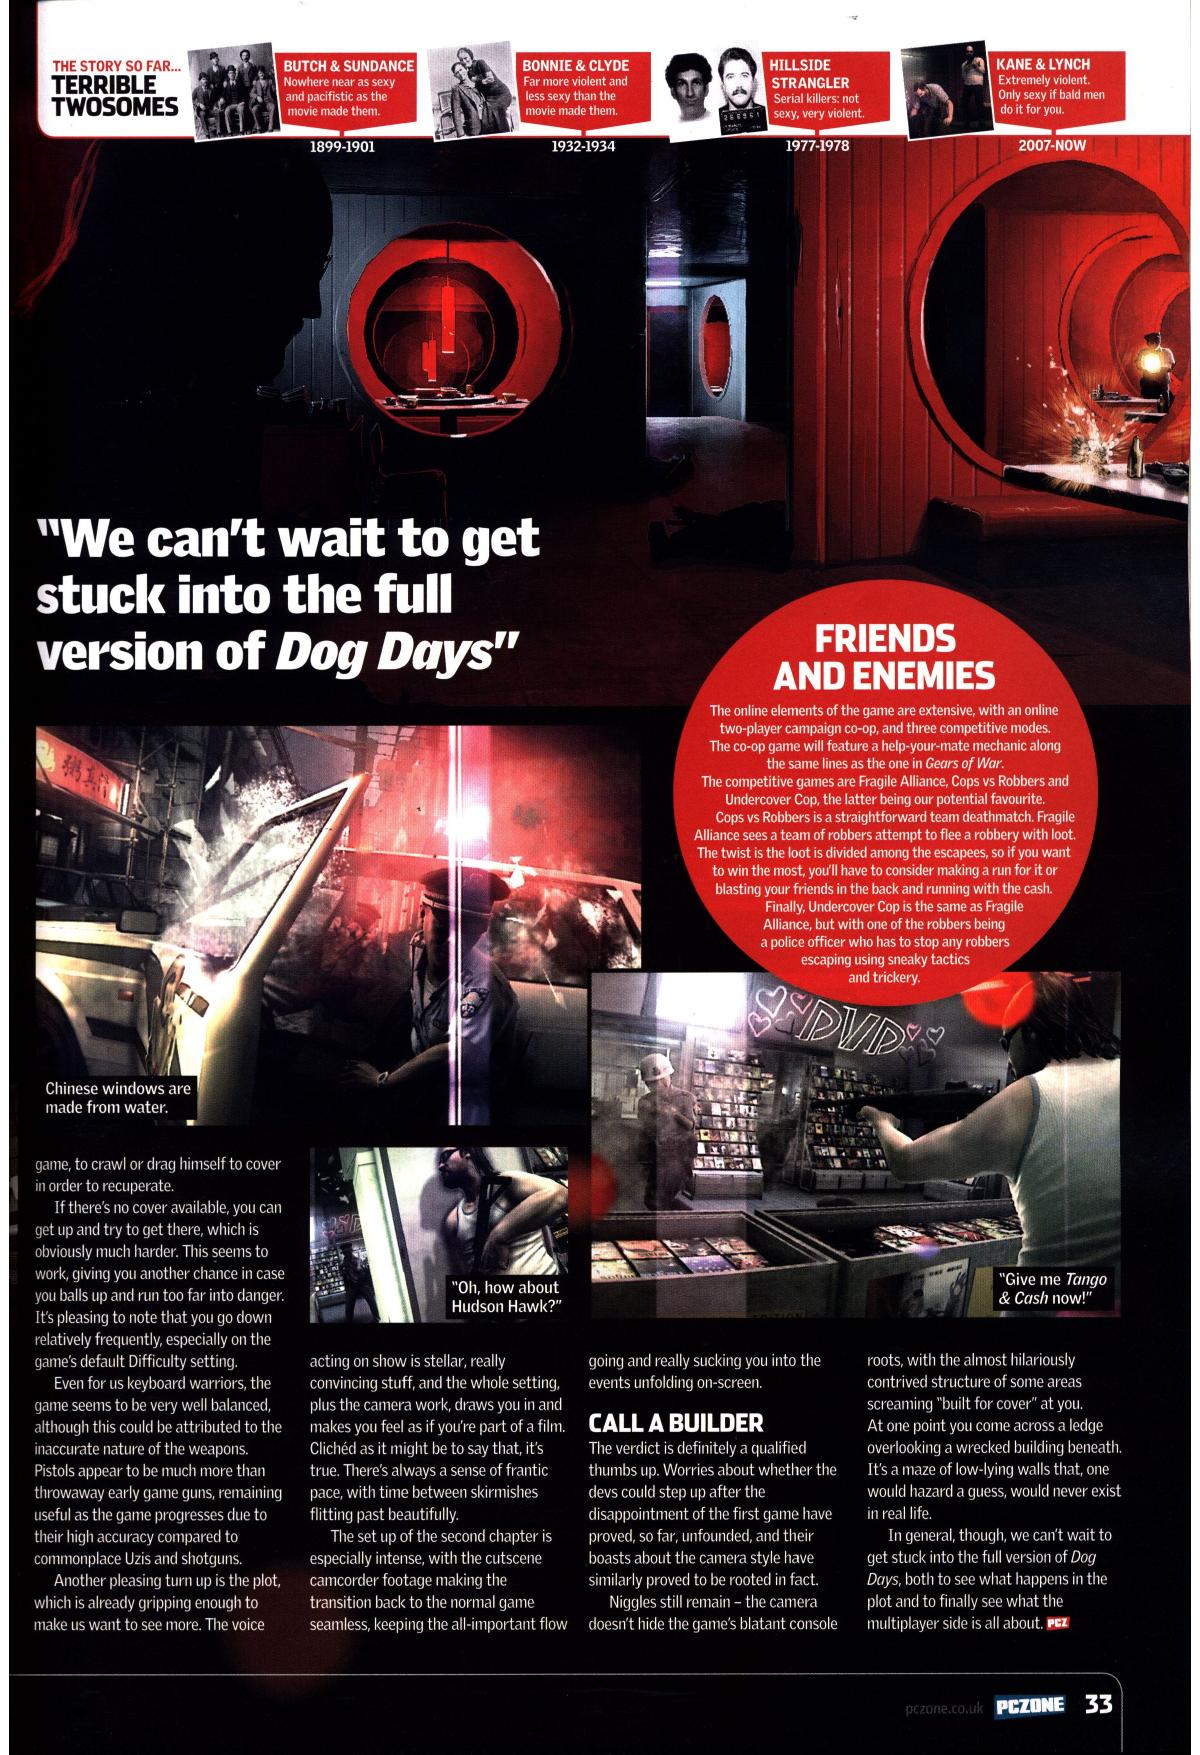 THE STORY SO FAR...
TERRIBLE
TWOSOMES
BUTCH & SUNDANCE
Nowhere near as sexy
and pacifistic as the
movie made them.
1899-1901
BONNIE & CLYDE
Far more violent and
less sexy than the
movie made them.
1932-1934
HILLSIDE
STRANGLER
Serial killers: not
sexy, very violent.
1977-1978
KANE & LYNCH
Extremely violent.
Only sexy if bald men
do it for you.
2007-NOW
"We can't wait to get
stuck into the full
version of Dog Days"
FRIENDS
AND ENEMIES
The online elements of the game are extensive, with an online
two-player campaign co-op, and three competitive modes.
The co-op game will feature a help-your-mate mechanic along
the same lines as the one in Gears of War.
The competitive games are Fragile Alliance, Cops vs Robbers and
Undercover Cop, the latter being our potential favourite.
Cops vs Robbers is a straightforward team deathmatch. Fragile
Alliance sees a team of robbers attempt to flee a robbery with loot.
The twist is the loot is divided among the escapees, so if you want
to win the most, you'll have to consider making a run for it or
blasting your friends in the back and running with the cash.
Finally, Undercover Cop is the same as Fragile
Alliance, but with one of the robbers being
a police officer who has to stop any robbers
escaping using sneaky tactics
and trickery.
Chinese windows are
made from water.
DVD
"Oh, how about
Hudson Hawk?"
"Give me Tango
& Cash now!"
game, to crawl or drag himself to cover
in order to recuperate.
If there's no cover available, you can
get up and try to get there, which is
obviously much harder. This seems to
work, giving you another chance in case
you balls up and run too far into danger.
It's pleasing to note that you go down
relatively frequently, especially on the
game's default Difficulty setting.
Even for us keyboard warriors, the
game seems to be very well balanced,
although this could be attributed to the
inaccurate nature of the weapons.
Pistols appear to be much more than
throwaway early game guns, remaining
useful as the game progresses due to
their high accuracy compared to
commonplace Uzis and shotguns.
Another pleasing turn up is the plot,
which is already gripping enough to
make us want to see more. The voice
acting on show is stellar, really
convincing stuff, and the whole setting,
plus the camera work, draws you in and
makes you feel as if you're part of a film.
Clichéd as it might be to say that, it's
true. There's always a sense of frantic
pace, with time between skirmishes
flitting past beautifully.
The set up of the second chapter is
especially intense, with the cutscene
camcorder footage making the
transition back to the normal game
seamless, keeping the all-important flow
going and really sucking you into the
events unfolding on-screen.
CALL A BUILDER
The verdict is definitely a qualified
thumbs up. Worries about whether the
devs could step up after the
disappointment of the first game have
proved, so far, unfounded, and their
boasts about the camera style have
similarly proved to be rooted in fact.
Niggles still remain – the camera
doesn't hide the game's blatant console
roots, with the almost hilariously
contrived structure of some areas
screaming "built for cover" at you.
At one point you come across a ledge
overlooking a wrecked building beneath.
It's a maze of low-lying walls that, one
would hazard a guess, would never exist
in real life.
In general, though, we can't wait to
get stuck into the full version of Dog
Days, both to see what happens in the
plot and to finally see what the
multiplayer side is all about. PCZ
pczone.co.uk PCZONE 33